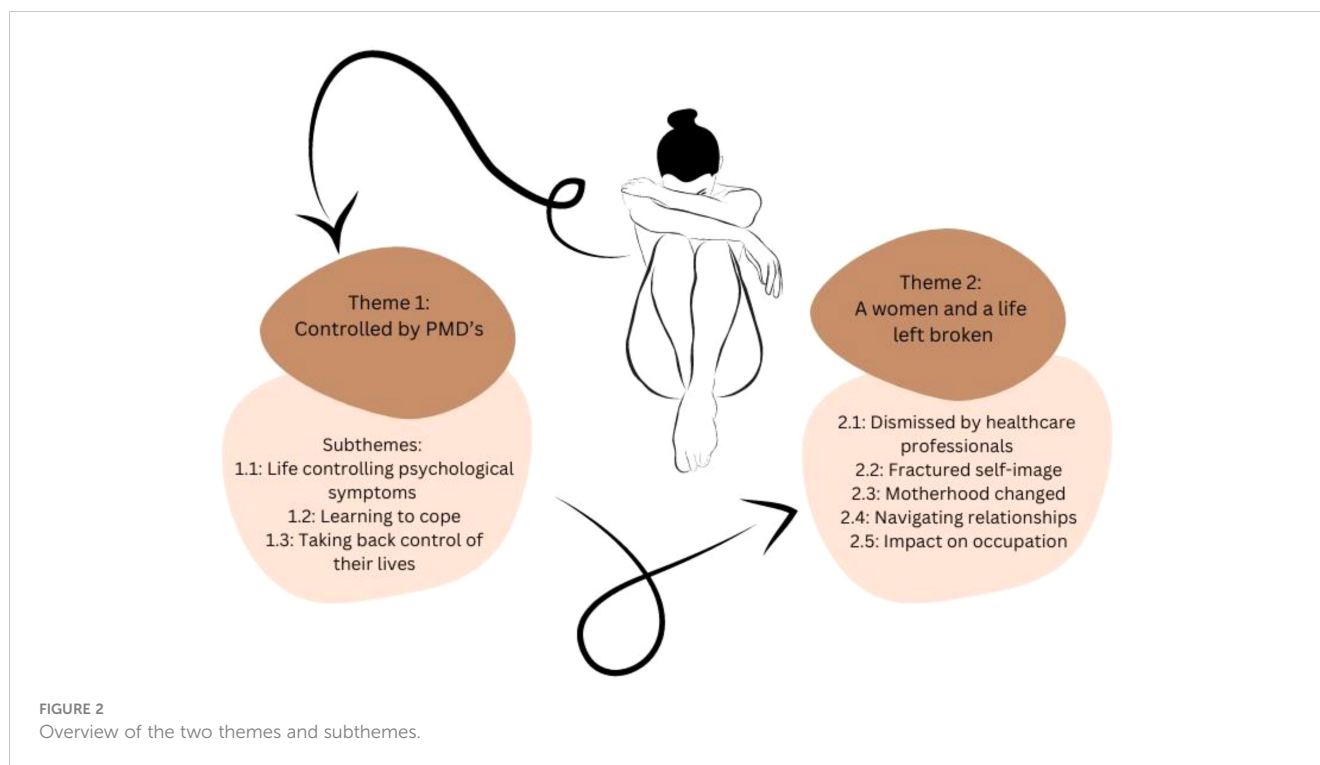 Theme 1:
Controlled by PMD's
Subthemes:
1.1: Life controlling psychological
symptoms
1.2: Learning to cope
1.3: Taking back control of
their lives
Theme 2:
A women and a life
left broken
2.1: Dismissed by healthcare
professionals
2.2: Fractured self-image
2.3: Motherhood changed
2.4: Navigating relationships
2.5: Impact on occupation
FIGURE 2
Overview of the two themes and subthemes.